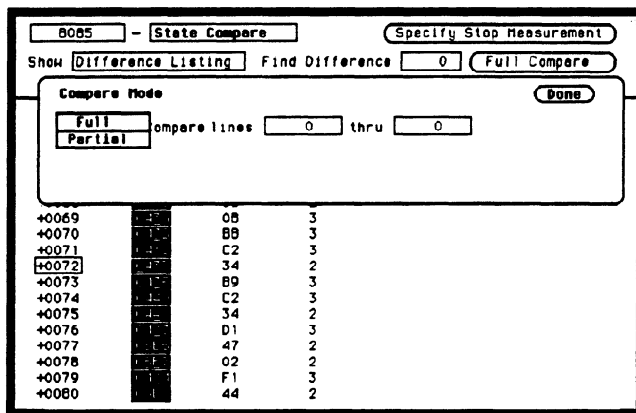 8085 - State Compare Specify Stop Measurement
Show Difference Listing Find Difference 0 Full Compare
Compare Mode Done
Full
Partial
ompare lines 0 thru 0
+0069 0B 3
+0070 BB 3
+0071 C2 3
+0072 34 2
+0073 B9 3
+0074 C2 3
+0075 34 2
+0076 D1 3
+0077 47 2
+0078 02 2
+0079 F1 3
+0080 44 2